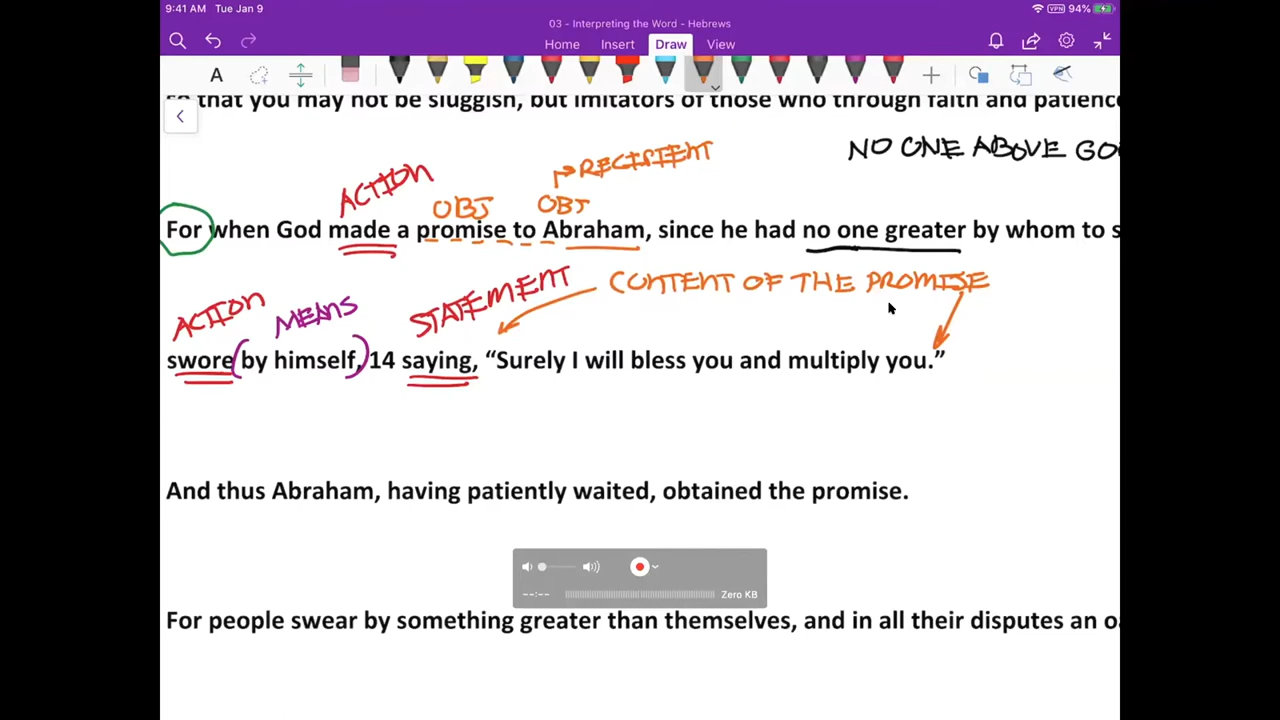 9:41 AM Tue Jan 9
VPN 94%
03 - Interpreting the Word - Hebrews
Home Insert Draw View
A
so that you may not be sluggish, but imitators of those who through faith and patience
NO ONE ABOVE GO
RECIPIENT
ACTION
OBJ OBJ
For when God made a promise to Abraham, since he had no one greater by whom to s
CONTENT OF THE PROMISE
ACTION MEANS STATEMENT
swore (by himself,) 14 saying, “Surely I will bless you and multiply you.”
And thus Abraham, having patiently waited, obtained the promise.
--:-- Zero KB
For people swear by something greater than themselves, and in all their disputes an o